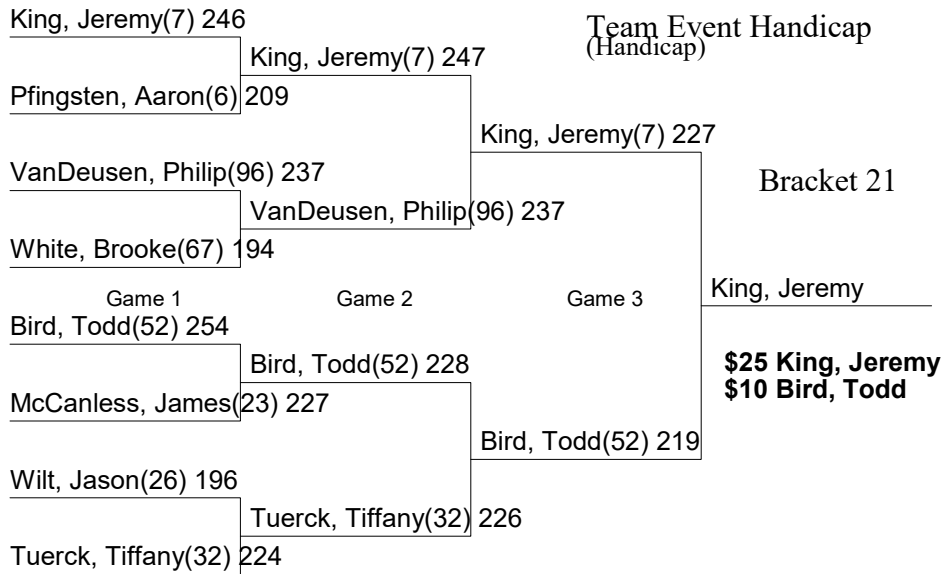 King, Jeremy(7) 246
Team Event Handicap
(Handicap)
King, Jeremy(7) 247
Pfingsten, Aaron(6) 209
King, Jeremy(7) 227
VanDeusen, Philip(96) 237
Bracket 21
VanDeusen, Philip(96) 237
White, Brooke(67) 194
Game 1
Game 2
Game 3
King, Jeremy
Bird, Todd(52) 254
Bird, Todd(52) 228
$25 King, Jeremy
$10 Bird, Todd
McCanless, James(23) 227
Bird, Todd(52) 219
Wilt, Jason(26) 196
Tuerck, Tiffany(32) 226
Tuerck, Tiffany(32) 224